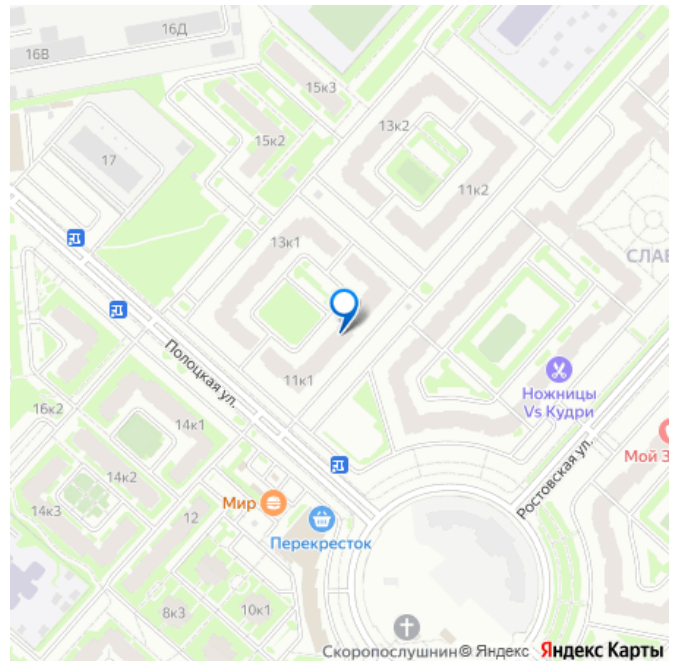 16Д
16В
15к3
13к2
15к2
17
11к2
13к1
СЛАВ
Полоцкая ул.
11к1
Ножницы
Vs Кудри
16к2
14к1
Мой З
Ростовская ул.
14к2
Мир
14к3
12
Перекресток
8к3
10к1
Скоропослушнин © Яндекс Яндекс Карты